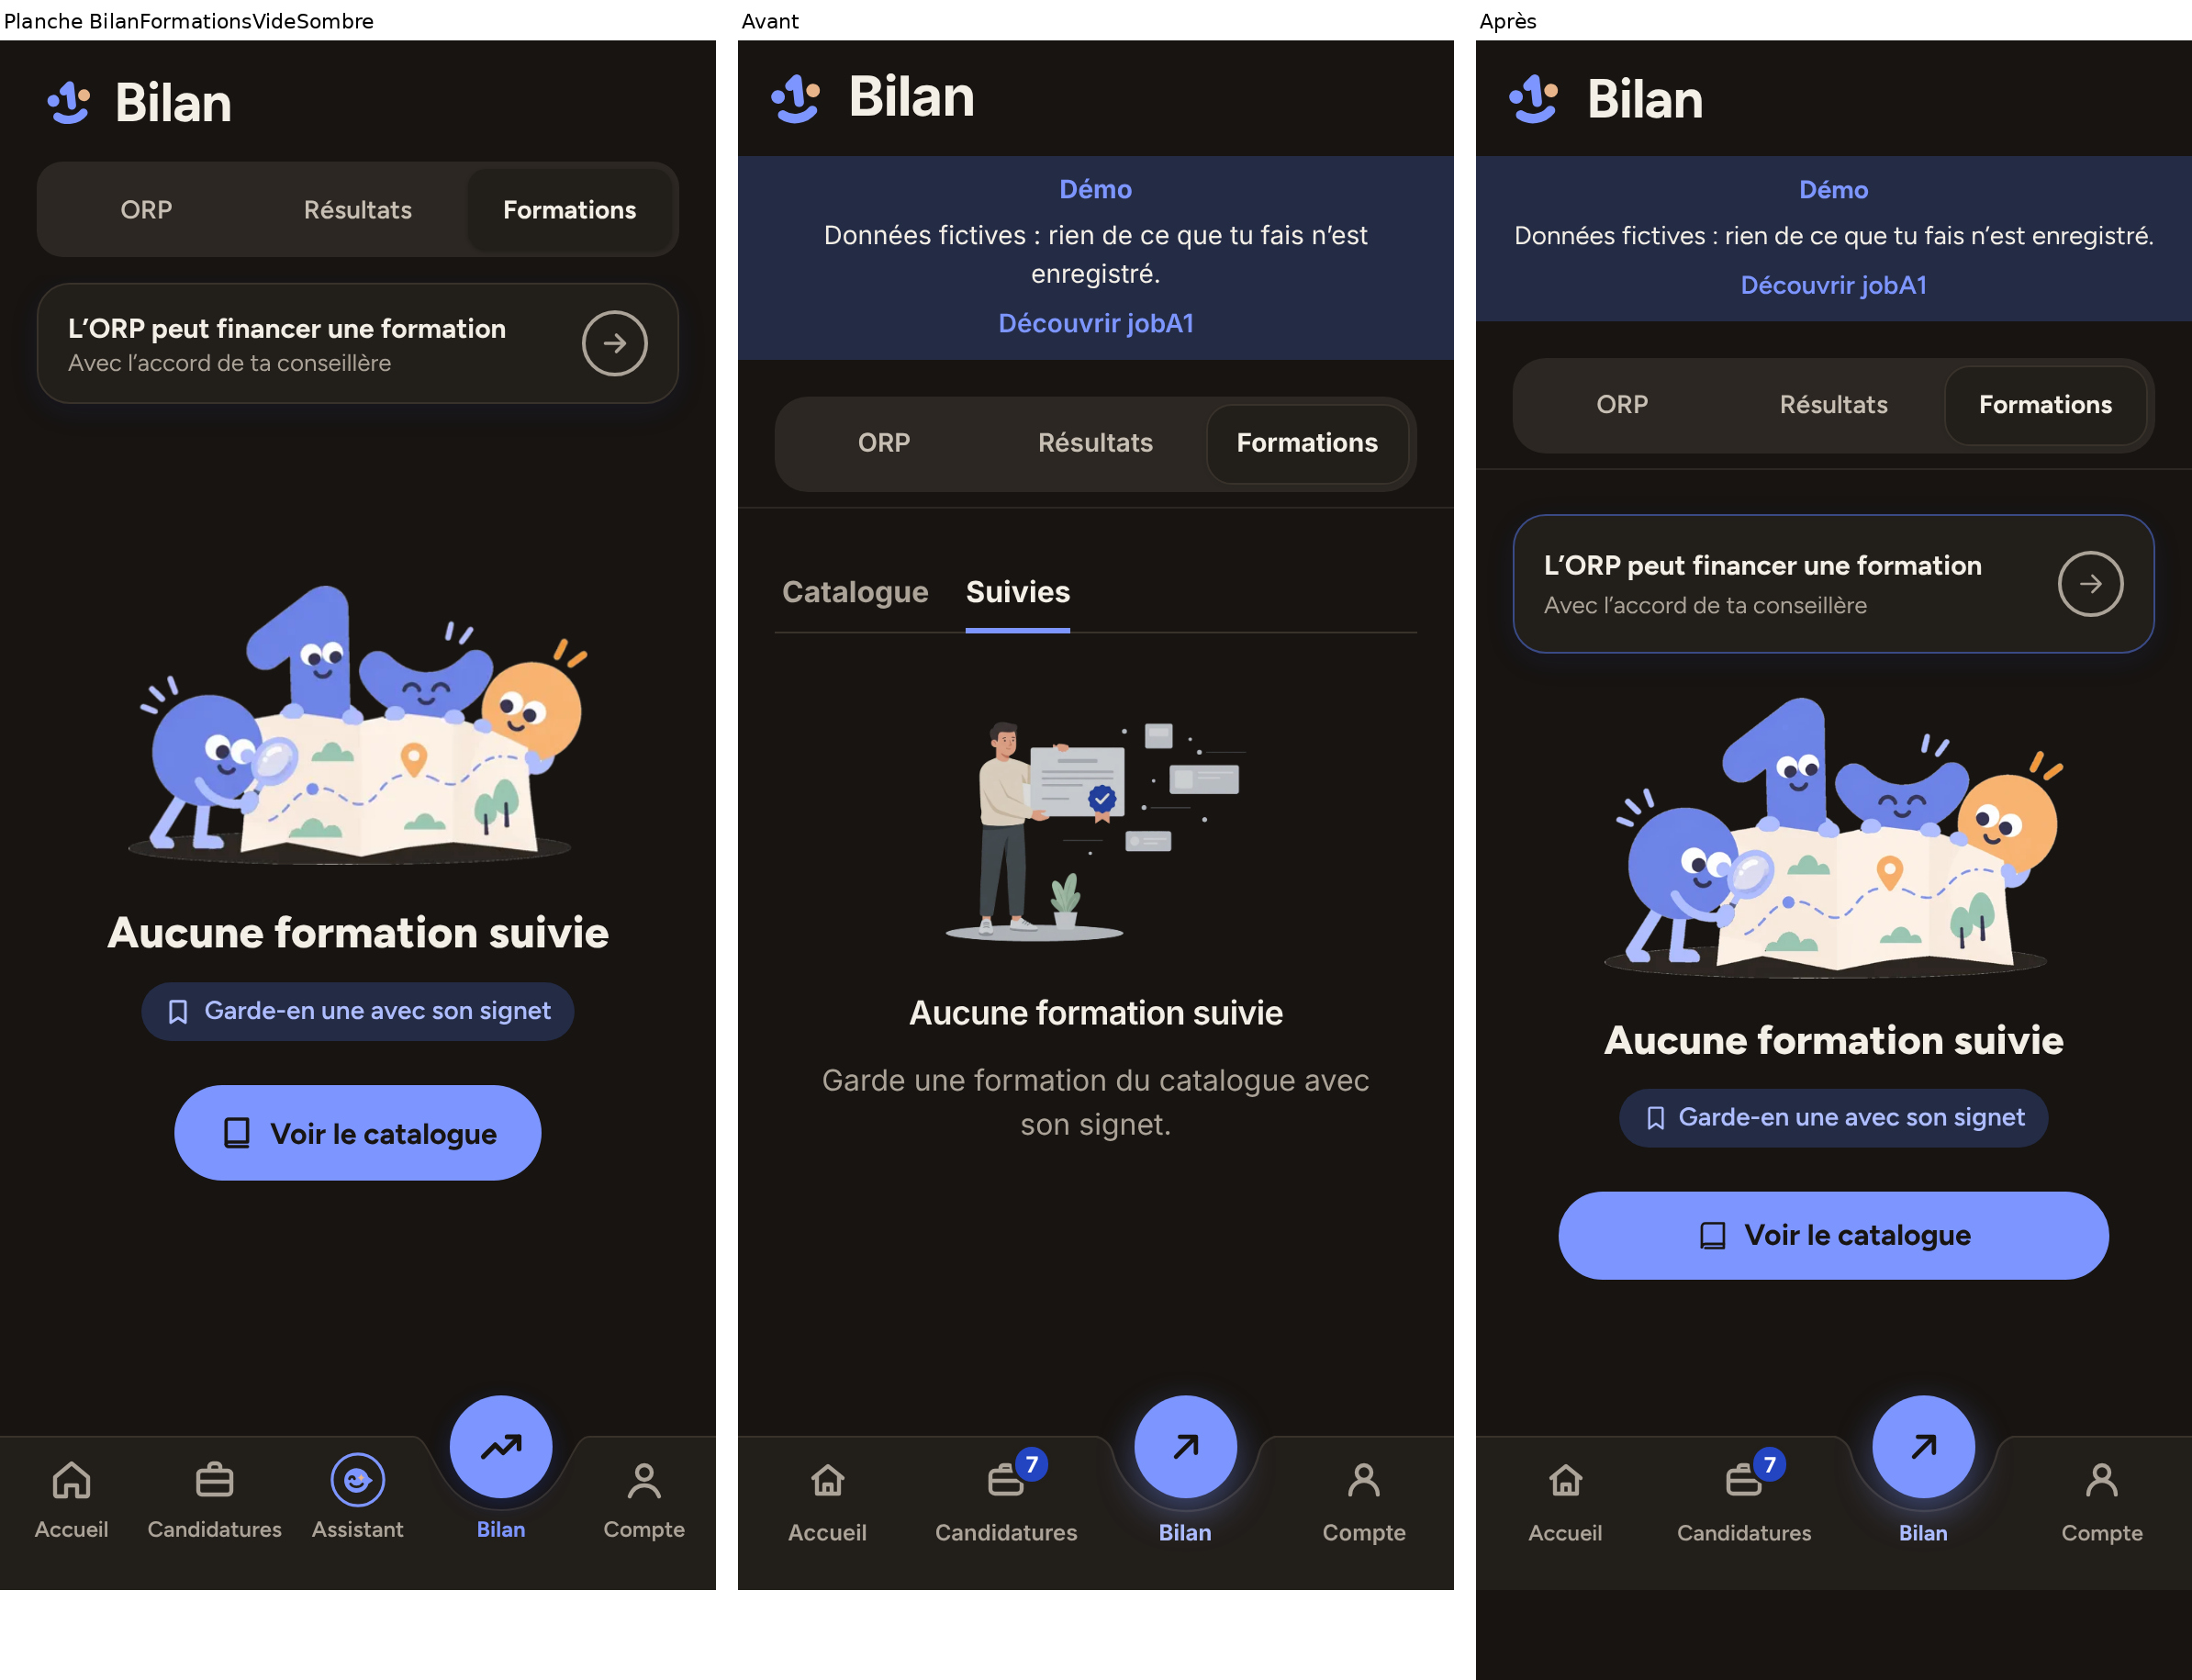 Planche BilanFormationsVideSombre
Bilan
ORP
Résultats
Formations
L’ORP peut financer une formation
Avec l’accord de ta conseillère
Aucune formation suivie
Garde-en une avec son signet
Voir le catalogue
Accueil
Candidatures
Assistant
Bilan
Compte
Avant
Bilan
Démo
Données fictives : rien de ce que tu fais n’est
enregistré.
Découvrir jobA1
ORP
Résultats
Formations
Catalogue
Suivies
Aucune formation suivie
Garde une formation du catalogue avec
son signet.
7
Accueil
Candidatures
Bilan
Compte
Après
Bilan
Démo
Données fictives : rien de ce que tu fais n’est enregistré.
Découvrir jobA1
ORP
Résultats
Formations
L’ORP peut financer une formation
Avec l’accord de ta conseillère
Aucune formation suivie
Garde-en une avec son signet
Voir le catalogue
7
Accueil
Candidatures
Bilan
Compte